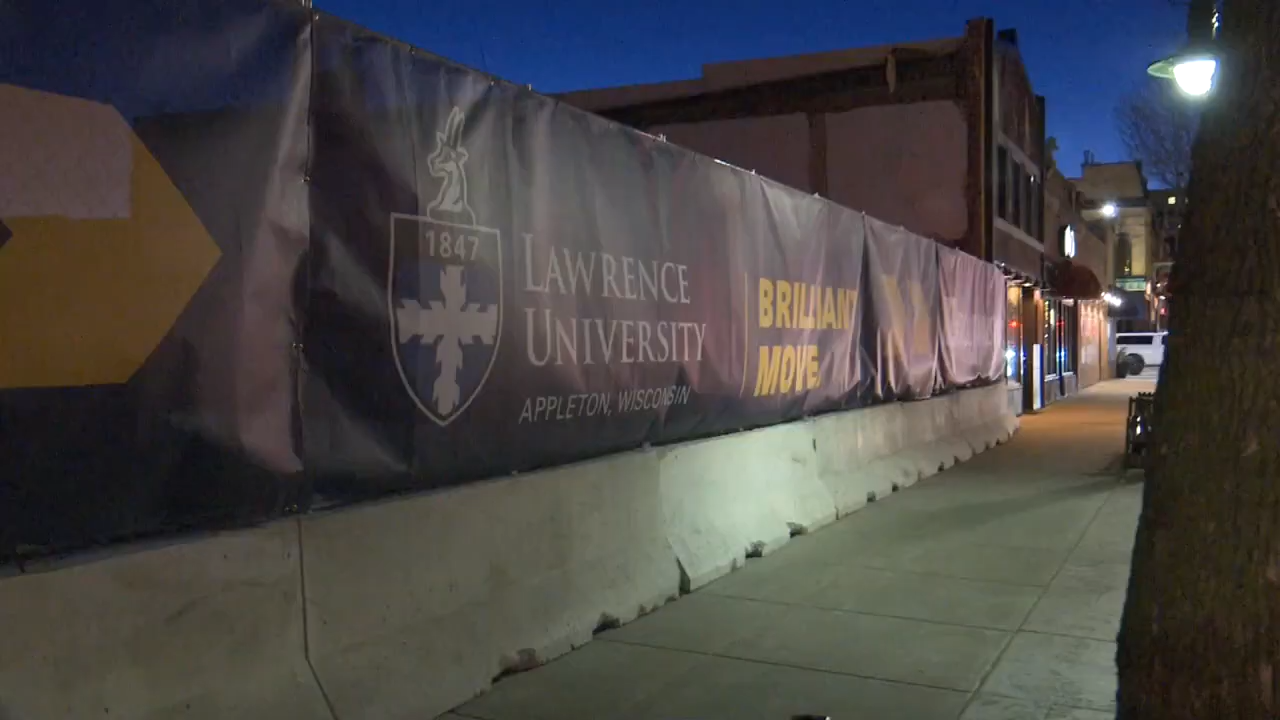 1847
LAWRENCE
UNIVERSITY
APPLETON, WISCONSIN
BRILLIANT
MOVE.